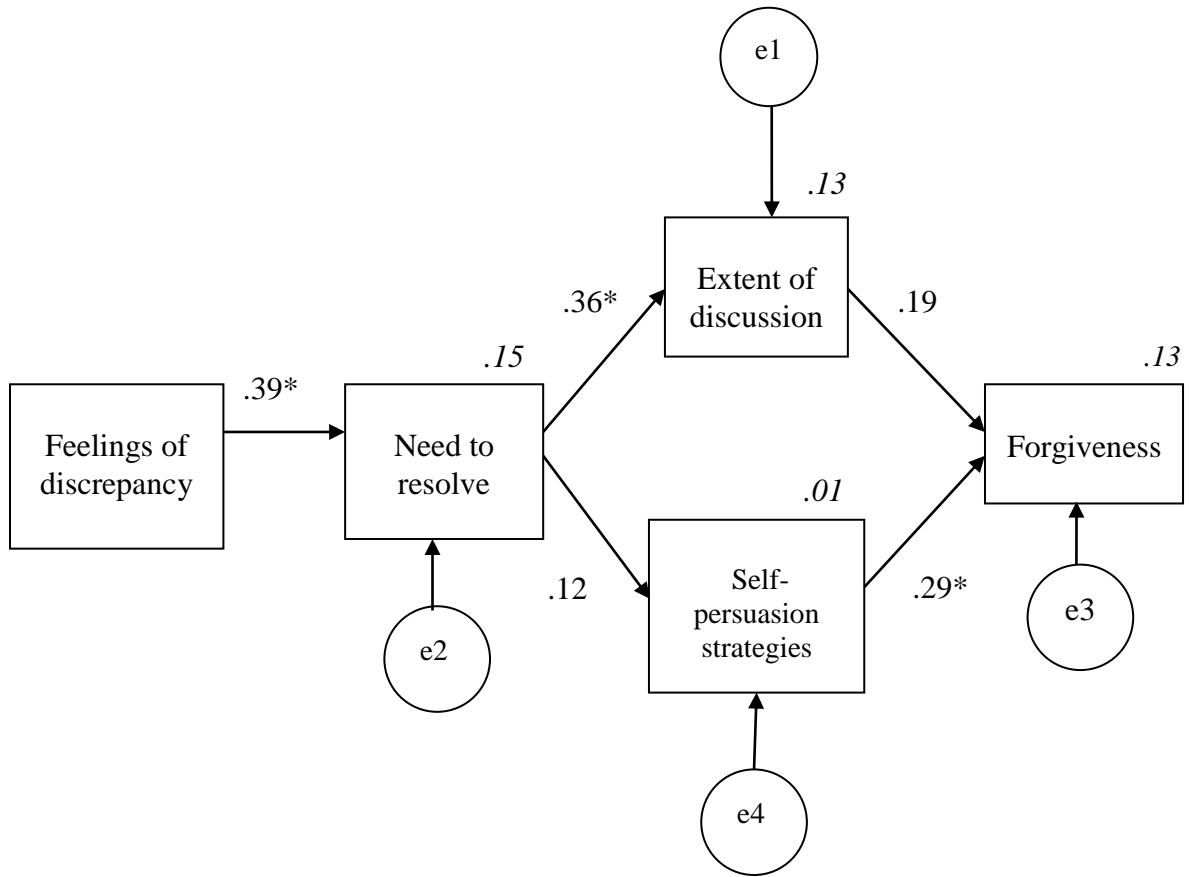 e1
.13
Extent of
discussion
.36*
.19
.15
.13
.39*
Feelings of
discrepancy
Need to
resolve
Forgiveness
.01
Self-
persuasion
strategies
.12
.29*
e2
e3
e4